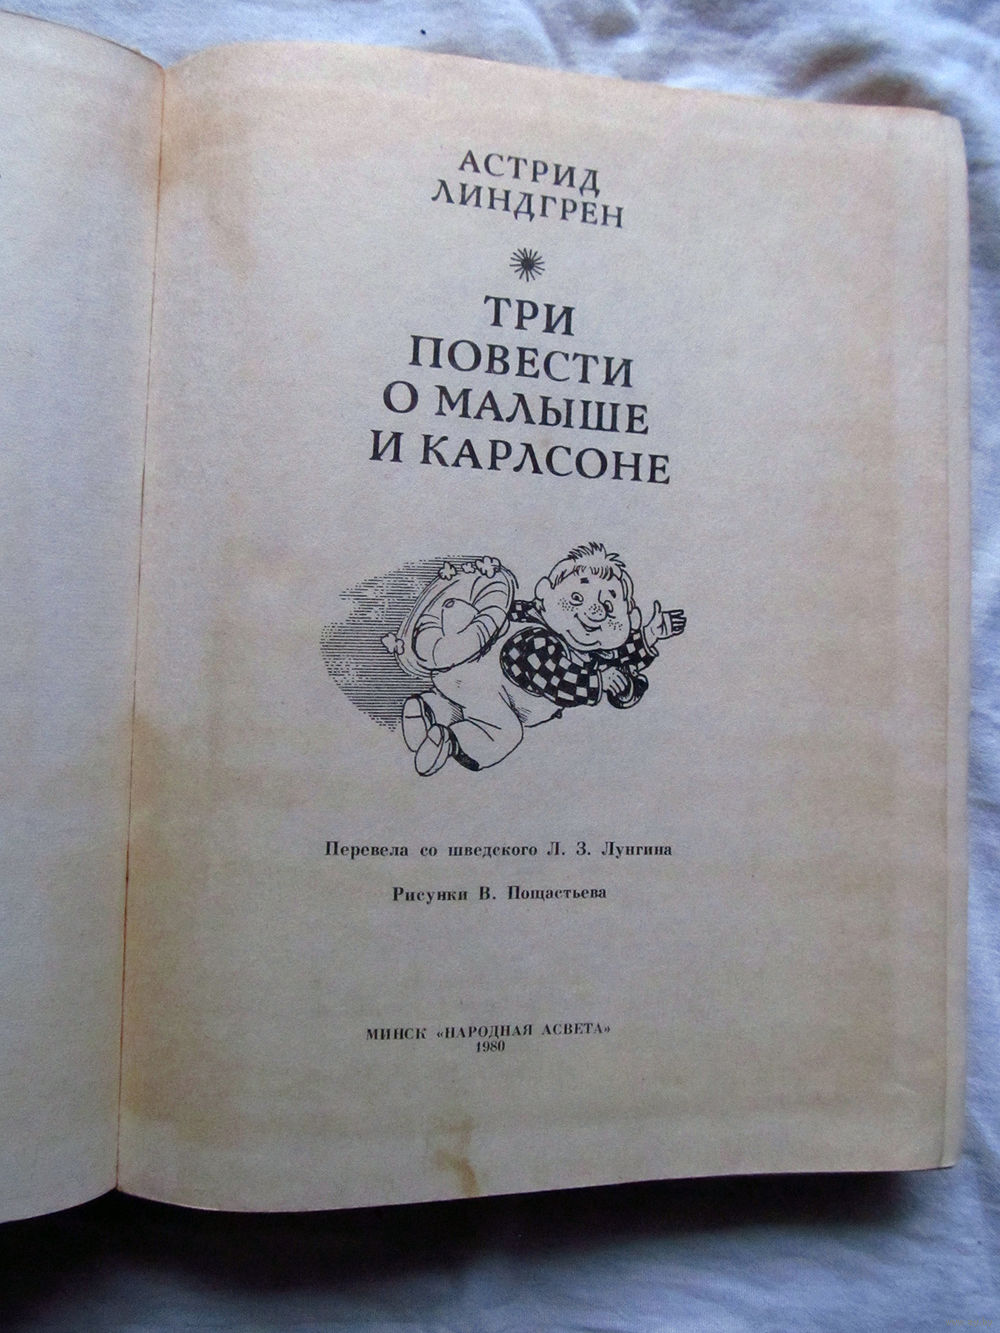 АСТРИД
ЛИНДГРЕН
ТРИ
ПОВЕСТИ
О МАЛЫШЕ
И КАРЛСОНЕ
Перевела со шведского Л. З. Лунгина
Рисунки В. Пощастьева
МИНСК «НАРОДНАЯ АСВЕТА»
1980